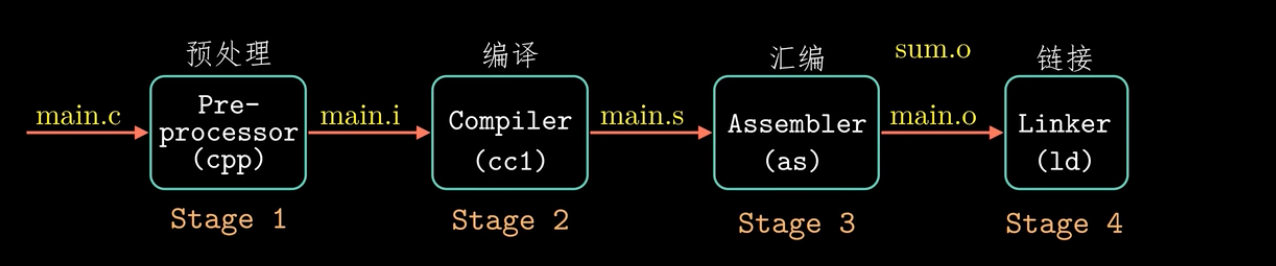 预处理
编译
汇编
sum.o
链接
main.c
Pre-
processor
(cpp)
main.i
Compiler
(cc1)
main.s
Assembler
(as)
main.o
Linker
(ld)
Stage 1
Stage 2
Stage 3
Stage 4